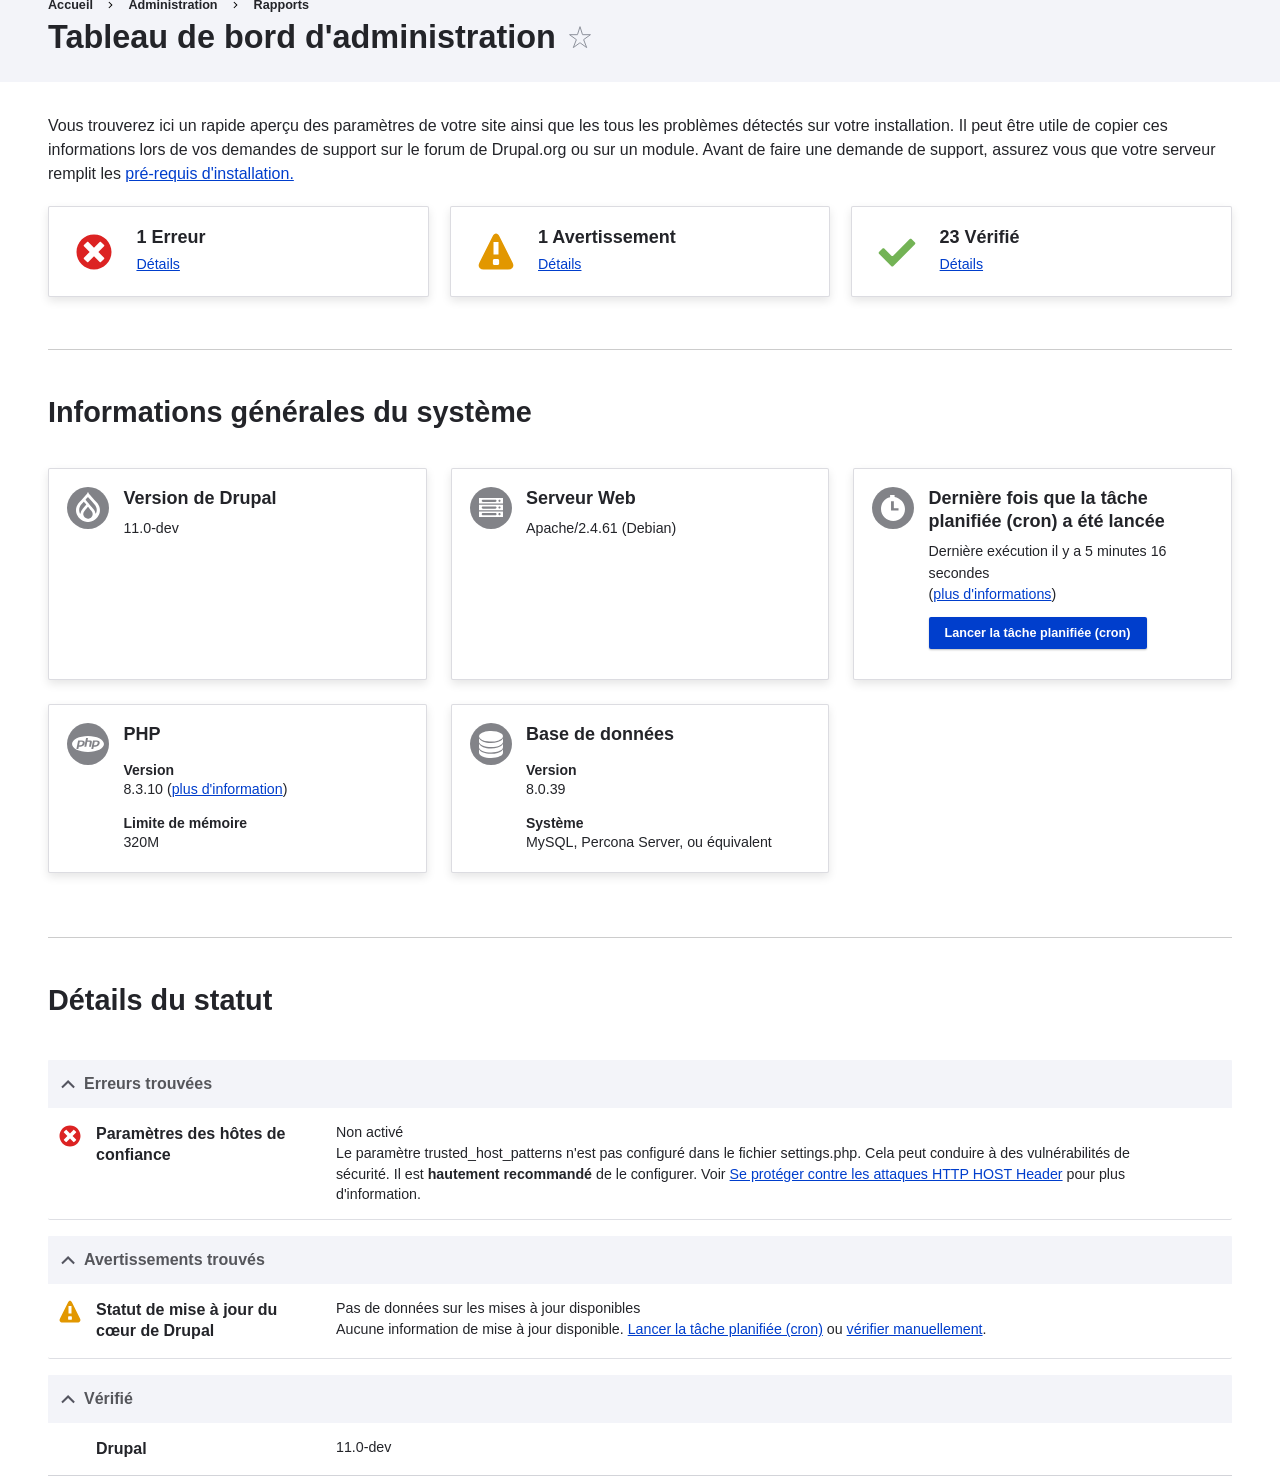 Accueil > Administration > Rapports
Tableau de bord d'administration
Vous trouverez ici un rapide aperçu des paramètres de votre site ainsi que les tous les problèmes détectés sur votre installation. Il peut être utile de copier ces
informations lors de vos demandes de support sur le forum de Drupal.org ou sur un module. Avant de faire une demande de support, assurez vous que votre serveur
remplit les pré-requis d'installation.
1 Erreur
Détails
1 Avertissement
Détails
23 Vérifié
Détails
Informations générales du système
Version de Drupal
11.0-dev
Serveur Web
Apache/2.4.61 (Debian)
Dernière fois que la tâche
planifiée (cron) a été lancée
Dernière exécution il y a 5 minutes 16
secondes
(plus d'informations)
Lancer la tâche planifiée (cron)
php
PHP
Version
8.3.10 (plus d'information)
Limite de mémoire
320M
Base de données
Version
8.0.39
Système
MySQL, Percona Server, ou équivalent
Détails du statut
Erreurs trouvées
Paramètres des hôtes de
confiance
Non activé
Le paramètre trusted_host_patterns n'est pas configuré dans le fichier settings.php. Cela peut conduire à des vulnérabilités de
sécurité. Il est hautement recommandé de le configurer. Voir Se protéger contre les attaques HTTP HOST Header pour plus
d'information.
Avertissements trouvés
Statut de mise à jour du
cœur de Drupal
Pas de données sur les mises à jour disponibles
Aucune information de mise à jour disponible. Lancer la tâche planifiée (cron) ou vérifier manuellement.
Vérifié
Drupal
11.0-dev